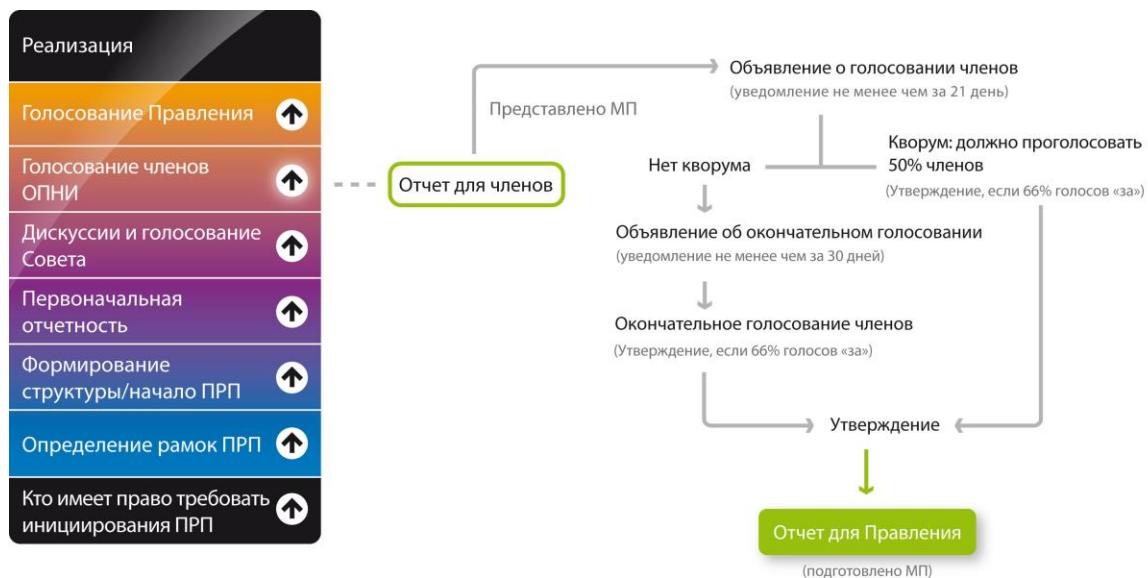 Реализация
Голосование Правления
Голосование членов
ОПНИ
Дискуссии и голосование
Совета
Первоначальная
отчетность
Формирование
структуры/начало ПРП
Определение рамок ПРП
Кто имеет право требовать
инициирования ПРП
Отчет для членов
Представлено МП
Объявление о голосовании членов
(уведомление не менее чем за 21 день)
Нет кворума
Кворум: должно проголосовать
50% членов
(Утверждение, если 66% голосов «за»)
Объявление об окончательном голосовании
(уведомление не менее чем за 30 дней)
Окончательное голосование членов
(Утверждение, если 66% голосов «за»)
Утверждение
Отчет для Правления
(подготовлено МП)